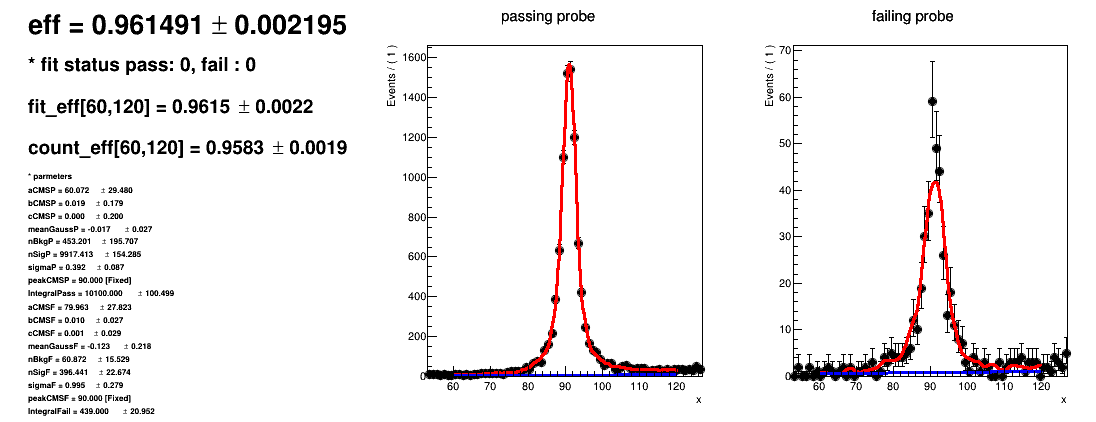 eff = 0.961491 ± 0.002195
* fit status pass: 0, fail : 0
fit_eff[60,120] = 0.9615 ± 0.0022
count_eff[60,120] = 0.9583 ± 0.0019
* parmeters
aCMSP = 60.072 ± 29.480
bCMSP = 0.019 ± 0.179
cCMSP = 0.000 ± 0.200
meanGaussP = -0.017 ± 0.027
nBkgP = 453.201 ± 195.707
nSigP = 9917.413 ± 154.285
sigmaP = 0.392 ± 0.087
peakCMSP = 90.000 [Fixed]
IntegralPass = 10100.000 ± 100.499
aCMSF = 79.963 ± 27.823
bCMSF = 0.010 ± 0.027
cCMSF = 0.001 ± 0.029
meanGaussF = -0.123 ± 0.218
nBkgF = 60.872 ± 15.529
nSigF = 396.441 ± 22.674
sigmaF = 0.995 ± 0.279
peakCMSF = 90.000 [Fixed]
IntegralFail = 439.000 ± 20.952
passing probe
Events / ( 1 )
1600
1400
1200
1000
800
600
400
200
0
60 70 80 90 100 110 120
x
failing probe
Events / ( 1 )
70
60
50
40
30
20
10
0
60 70 80 90 100 110 120
x